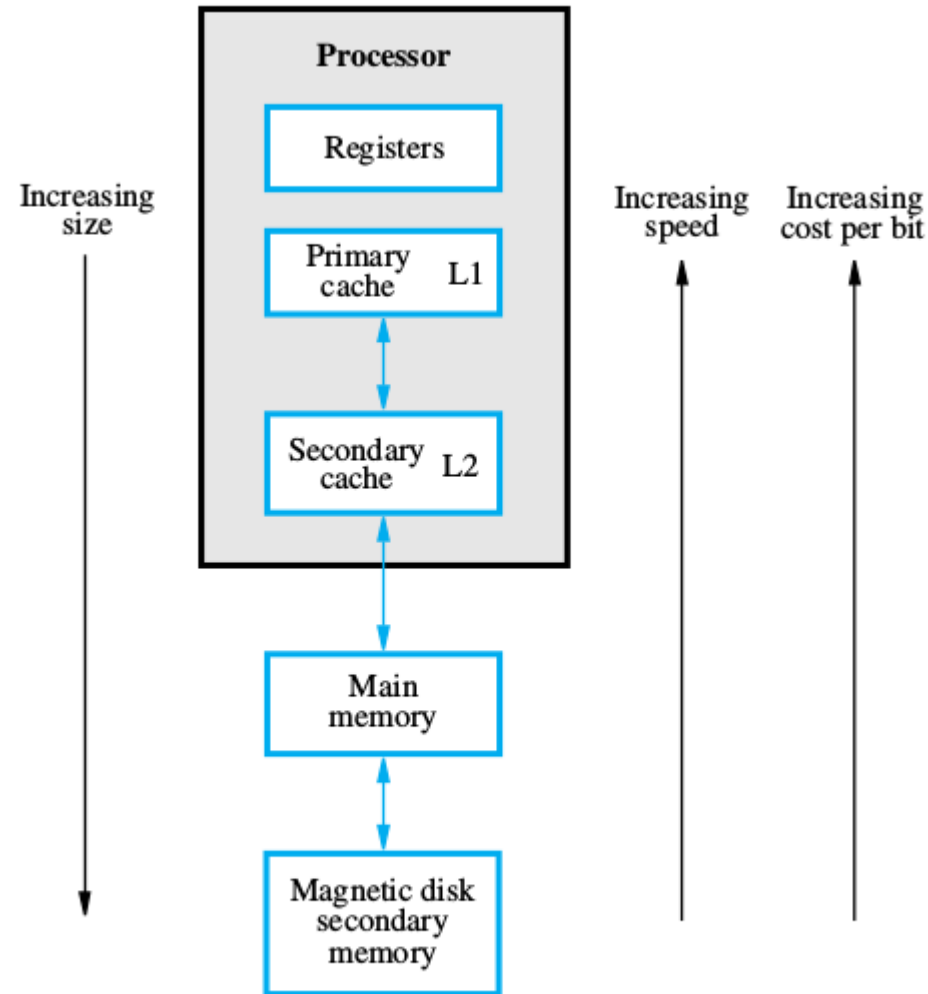 Processor
Registers
Increasing
size
Primary
cache
L1
Secondary
cache
L2
Main
memory
Magnetic disk
secondary
memory
Increasing
speed
Increasing
cost per bit